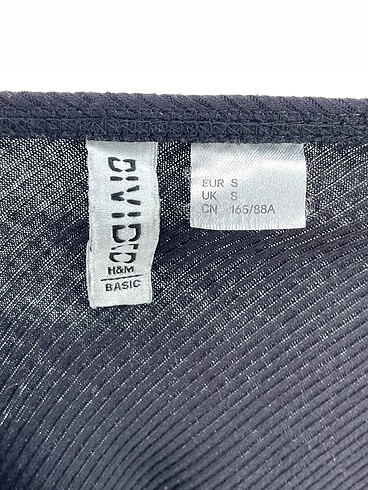 DIVIDED
H&M
BASIC
EUR S
UK S
CN 165/88A